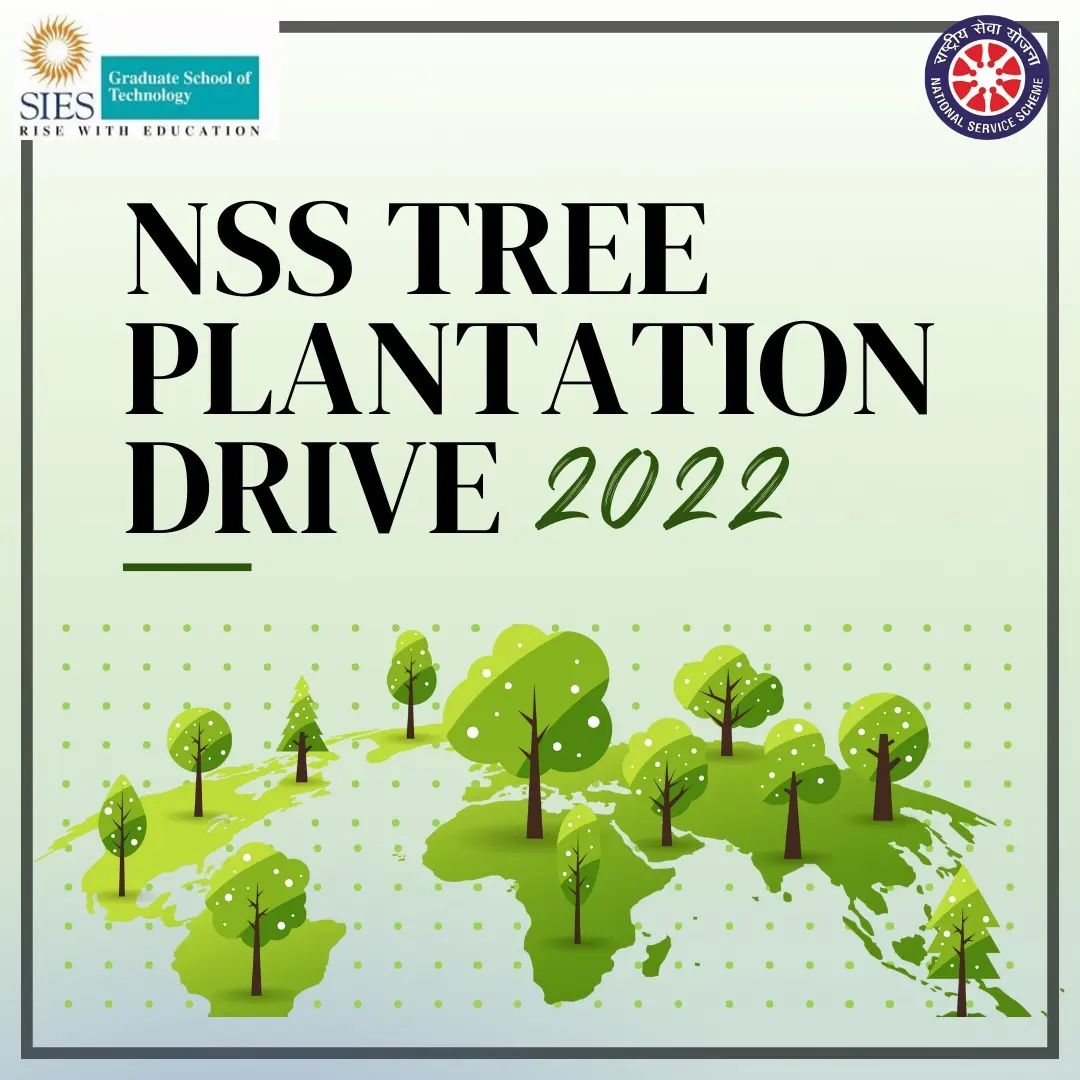 SIES
Graduate School of
Technology
RISE WITH EDUCATION
राष्ट्रीय सेवा योजना
NATIONAL SERVICE SCHEME
NSS TREE
PLANTATION
DRIVE 2022